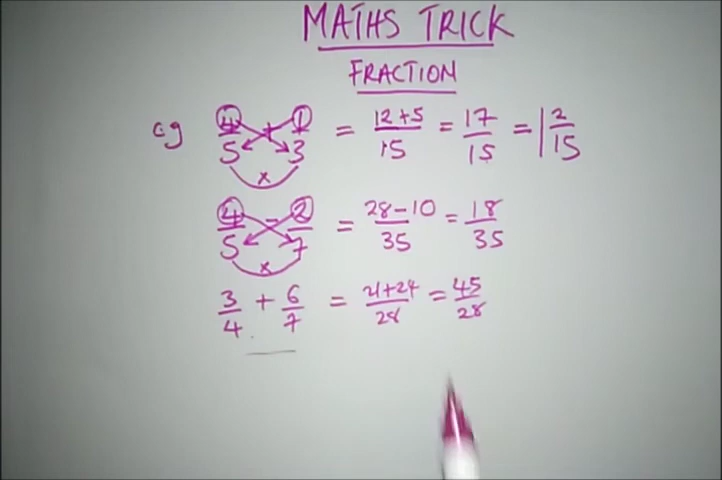 MATHS TRICK
FRACTION
eg 4/5 + 1/3 = 12+5/15 = 17/15 = 1 2/15
×
4/5 - 2/7 = 28-10/35 = 18/35
×
3/4 + 6/7 = 21+24/28 = 45/28